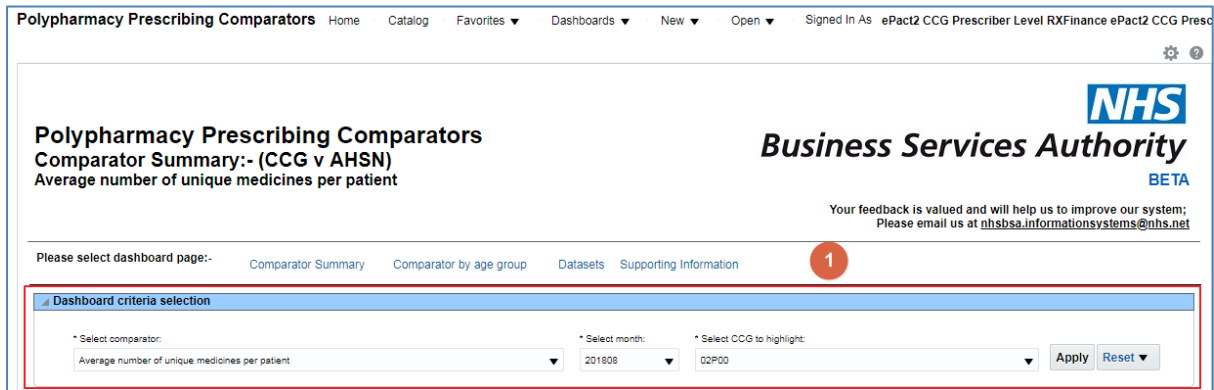 Polypharmacy Prescribing Comparators Home Catalog Favorites Dashboards New Open Signed In As ePact2 CCG Prescriber Level RXFinance ePact2 CCG Presc
NHS
Polypharmacy Prescribing Comparators
Business Services Authority
Comparator Summary:- (CCG v AHSN)
Average number of unique medicines per patient
BETA
Your feedback is valued and will help us to improve our system;
Please email us at nhsbsa.informationsystems@nhs.net
Please select dashboard page:- Comparator Summary Comparator by age group Datasets Supporting Information 1
Dashboard criteria selection
* Select comparator: * Select month: * Select CCG to highlight:
Average number of unique medicines per patient 201808 02P00 Apply Reset